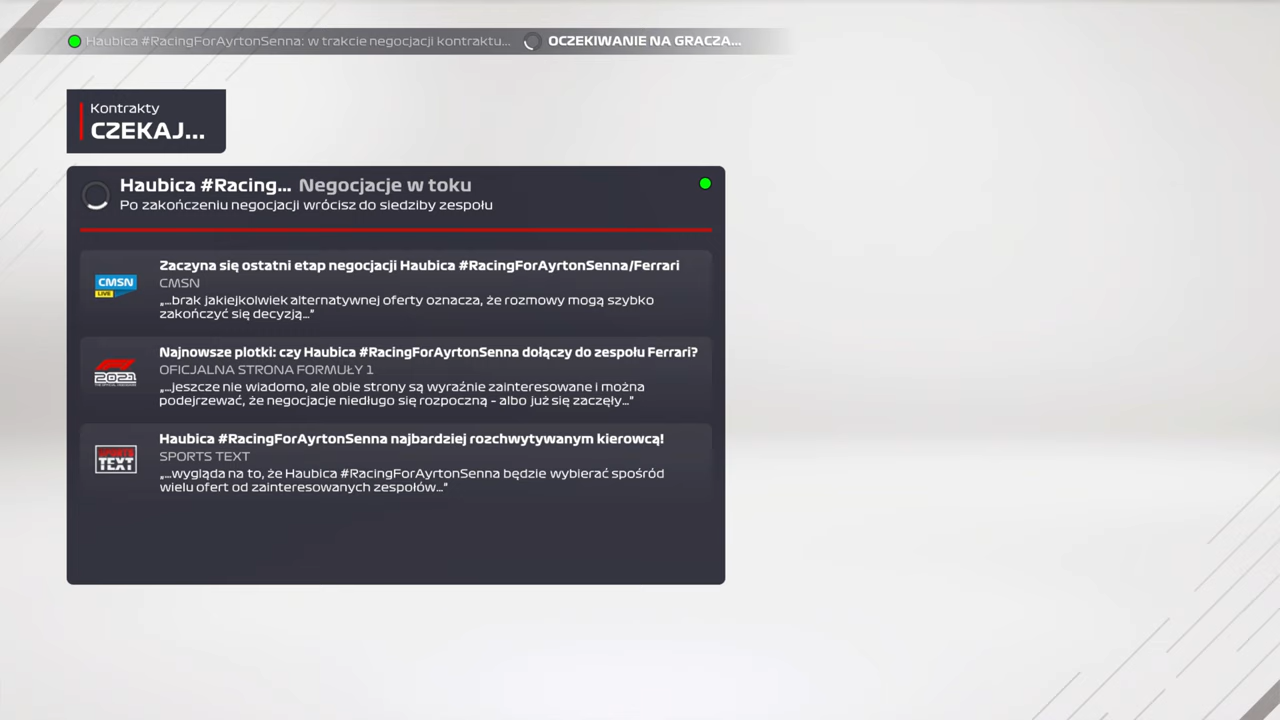 Haubica #RacingForAyrtonSenna: w trakcie negocjacji kontraktu... OCZEKIWANIE NA GRACZA...
Kontrakty
CZEKAJ...
Haubica #Racing... Negocjacje w toku
Po zakończeniu negocjacji wrócisz do siedziby zespołu
Zaczyna się ostatni etap negocjacji Haubica #RacingForAyrtonSenna/Ferrari
CMSN
LIVE
CMSN
„...brak jakiejkolwiek alternatywnej oferty oznacza, że rozmowy mogą szybko
zakończyć się decyzją...”
Najnowsze plotki: czy Haubica #RacingForAyrtonSenna dołączy do zespołu Ferrari?
2021
OFICJALNA STRONA FORMUŁY 1
„...jeszcze nie wiadomo, ale obie strony są wyraźnie zainteresowane i można
podejrzewać, że negocjacje niedługo się rozpoczną - albo już się zaczęły...”
Haubica #RacingForAyrtonSenna najbardziej rozchwytywanym kierowcą!
SPORTS
TEXT
SPORTS TEXT
„...wygląda na to, że Haubica #RacingForAyrtonSenna będzie wybierać spośród
wielu ofert od zainteresowanych zespołów...”